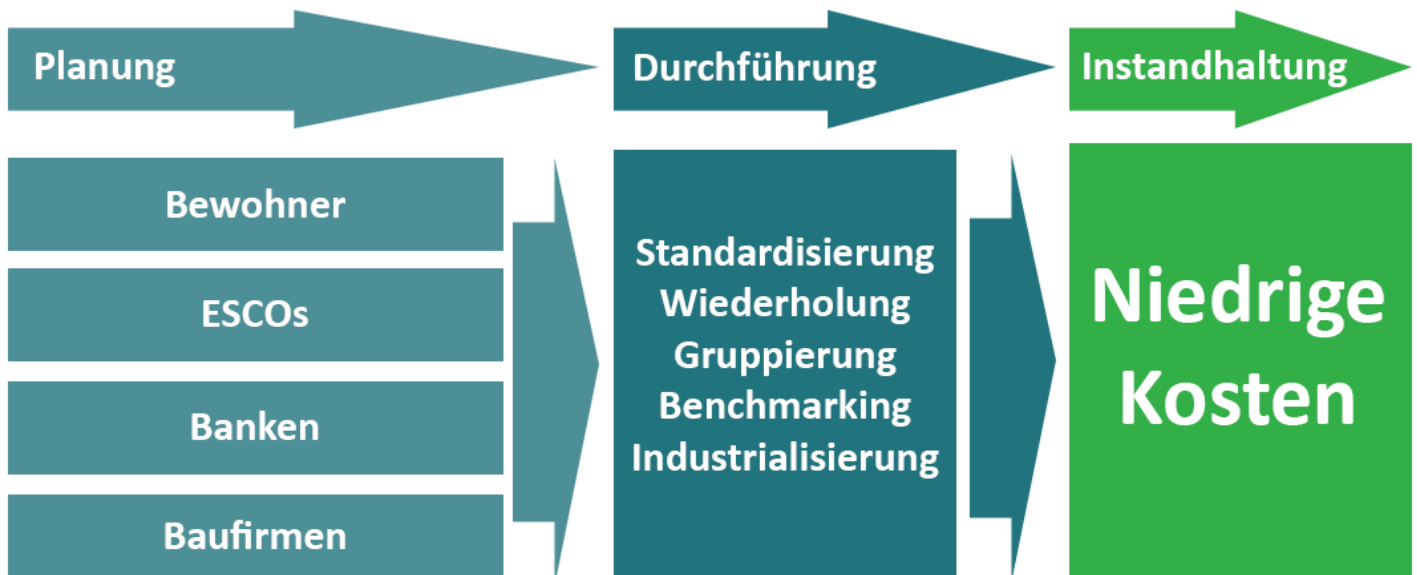 Planung
Durchführung
Instandhaltung
Bewohner
ESCOs
Banken
Baufirmen
Standardisierung
Wiederholung
Gruppierung
Benchmarking
Industrialisierung
Niedrige
Kosten